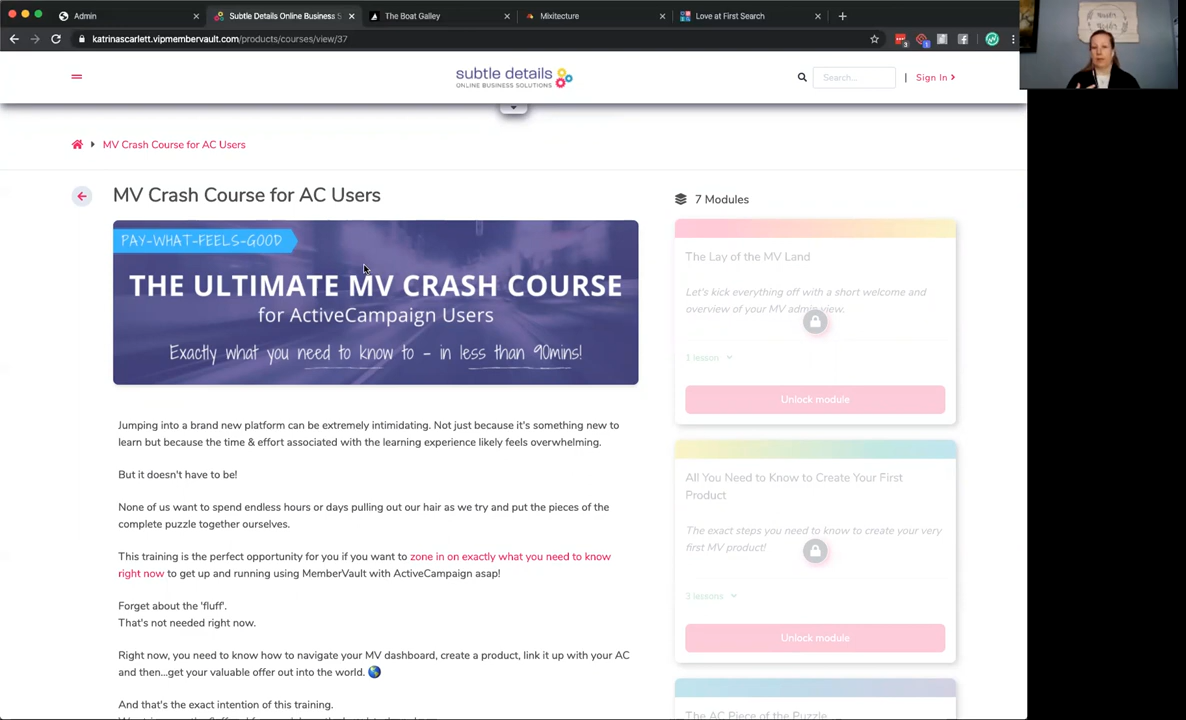 Admin
Subtle Details Online Business S
The Boat Galley
Mixitecture
Love at First Search
katrinascarlett.vipmembervault.com/products/courses/view/37
subtle details
ONLINE BUSINESS SOLUTIONS
Search...
Sign In
MV Crash Course for AC Users
MV Crash Course for AC Users
PAY-WHAT-FEELS-GOOD
THE ULTIMATE MV CRASH COURSE
for ActiveCampaign Users
Exactly what you need to know to - in less than 90mins!
Jumping into a brand new platform can be extremely intimidating. Not just because it's something new to
learn but because the time & effort associated with the learning experience likely feels overwhelming.
But it doesn't have to be!
None of us want to spend endless hours or days pulling out our hair as we try and put the pieces of the
complete puzzle together ourselves.
This training is the perfect opportunity for you if you want to zone in on exactly what you need to know
right now to get up and running using MemberVault with ActiveCampaign asap!
Forget about the 'fluff'.
That's not needed right now.
Right now, you need to know how to navigate your MV dashboard, create a product, link it up with your AC
and then...get your valuable offer out into the world.
And that's the exact intention of this training.
7 Modules
The Lay of the MV Land
Let's kick everything off with a short welcome and
overview of your MV admin view.
1 lesson
Unlock module
All You Need to Know to Create Your First
Product
The exact steps you need to know to create your very
first MV product!
3 lessons
Unlock module
The AC Piece of the Puzzle